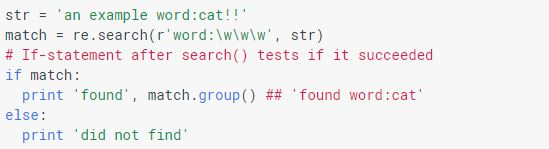 str = 'an example word:cat!!'
match = re.search(r'word:\w\w\w', str)
# If-statement after search() tests if it succeeded
if match:
  print 'found', match.group() ## 'found word:cat'
else:
  print 'did not find'